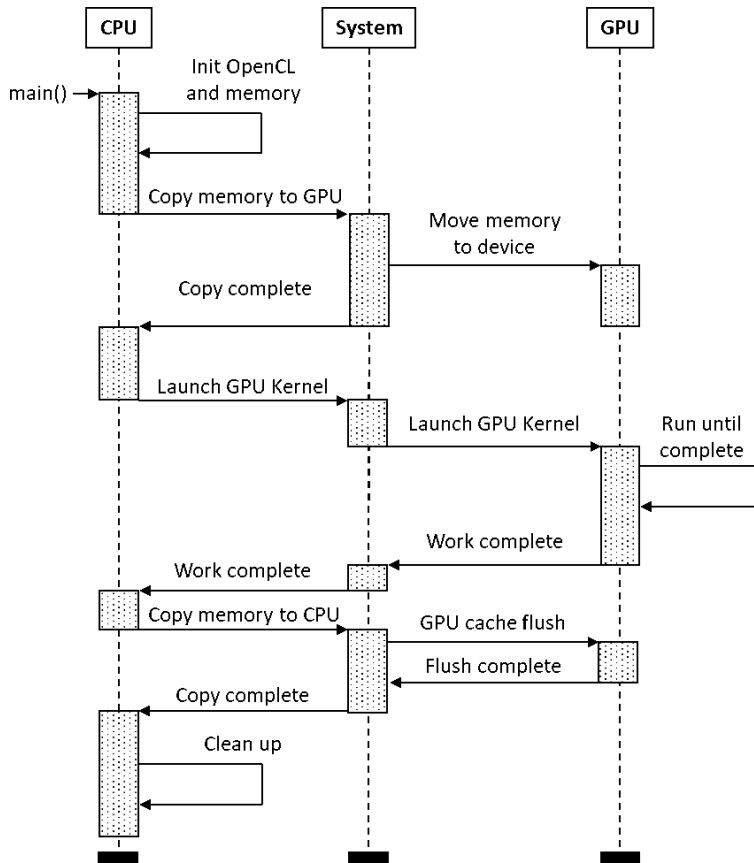 CPU
System
GPU
Init OpenCL
and memory
main()
Copy memory to GPU
Move memory
to device
Copy complete
Launch GPU Kernel
Launch GPU Kernel
Run until
complete
Work complete
Work complete
Copy memory to CPU
GPU cache flush
Flush complete
Copy complete
Clean up